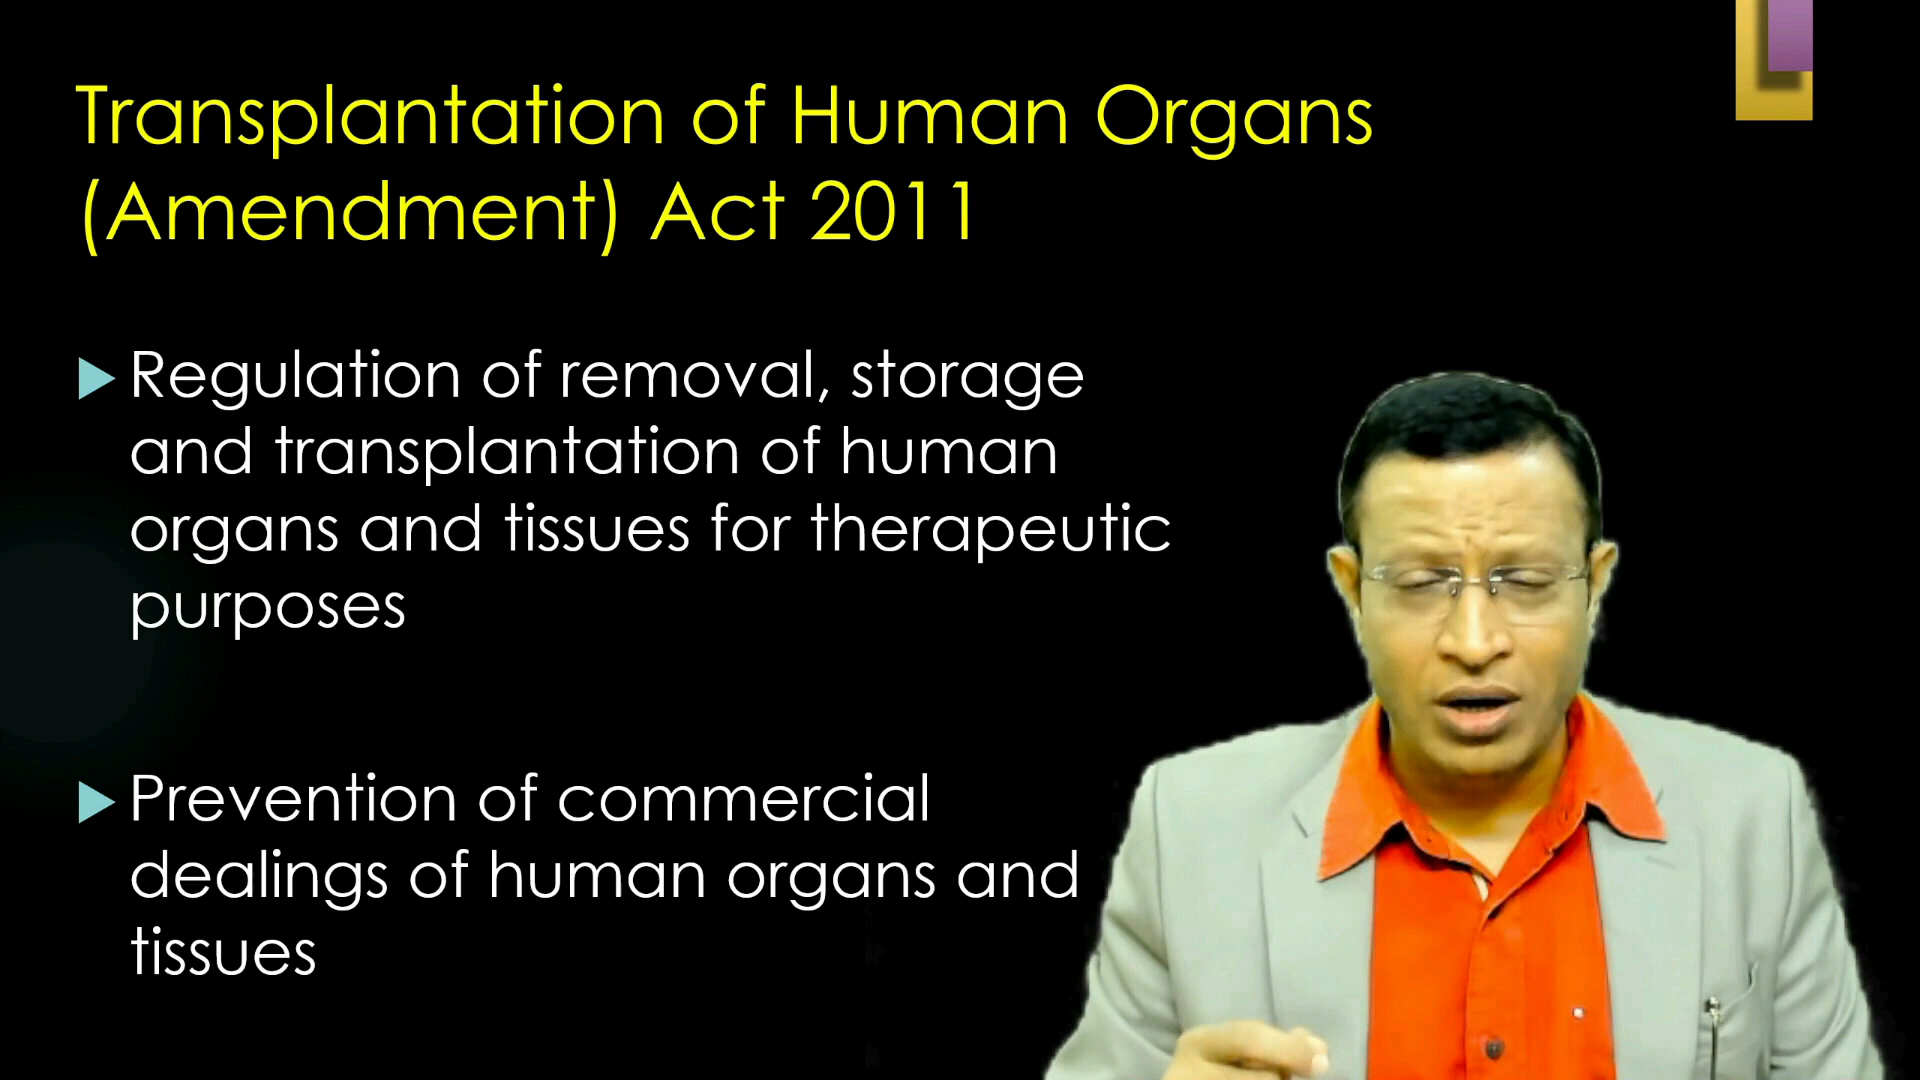 Transplantation of Human Organs
(Amendment) Act 2011
Regulation of removal, storage
and transplantation of human
organs and tissues for therapeutic
purposes
Prevention of commercial
dealings of human organs and
tissues